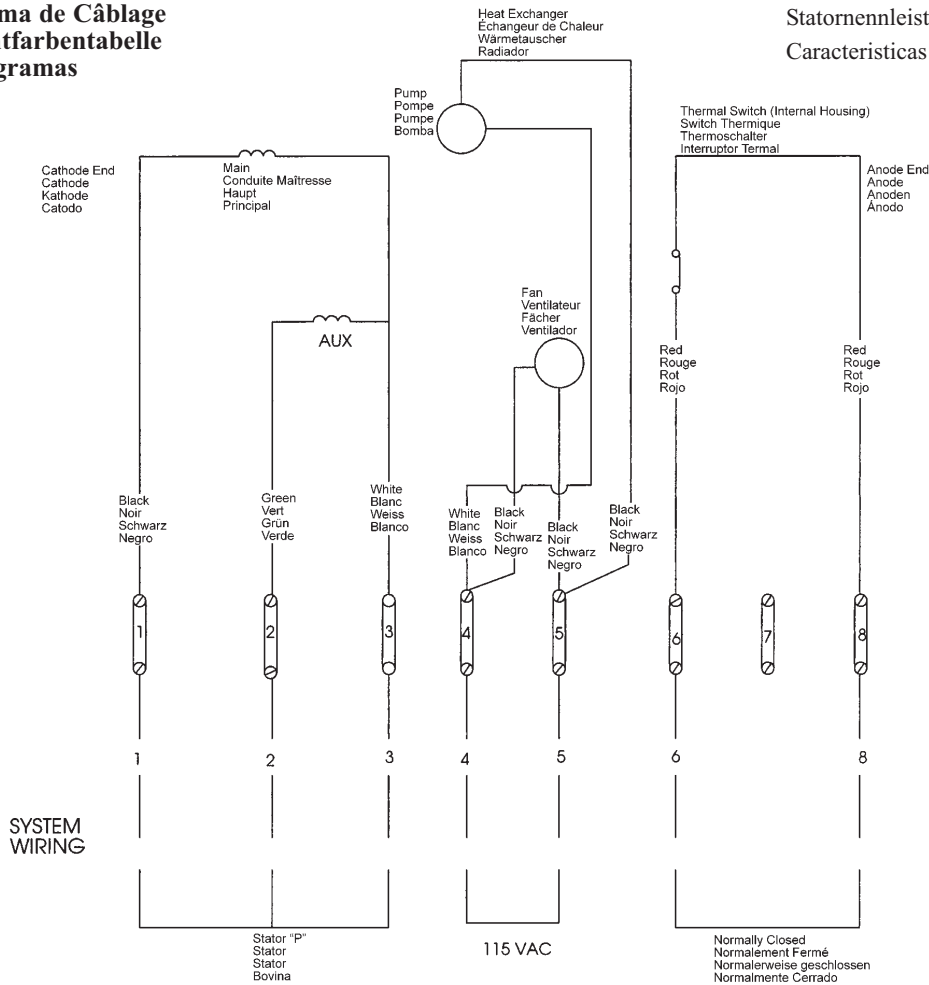 ma de Câblage
tfarbentabelle
gramas
Heat Exchanger
Échangeur de Chaleur
Wärmetauscher
Radiador
Statornennleist
Caracteristicas
Pump
Pompe
Pumpe
Bomba
Thermal Switch (Internal Housing)
Switch Thermique
Thermoschalter
Interruptor Termal
Cathode End
Cathode
Kathode
Catodo
Main
Conduite Maîtresse
Haupt
Principal
Anode End
Anode
Anoden
Ánodo
Fan
Ventilateur
Fächer
Ventilador
AUX
Red
Rouge
Rot
Rojo
Red
Rouge
Rot
Rojo
Black
Noir
Schwarz
Negro
Green
Vert
Grün
Verde
White
Blanc
Weiss
Blanco
White
Blanc
Weiss
Blanco
Black
Noir
Schwarz
Negro
Black
Noir
Schwarz
Negro
Black
Noir
Schwarz
Negro
1
2
3
4
5
6
7
8
1
2
3
4
5
6
8
SYSTEM
WIRING
Stator "P"
Stator
Stator
Bovina
115 VAC
Normally Closed
Normalement Fermé
Normalerweise geschlossen
Normalmente Cerrado